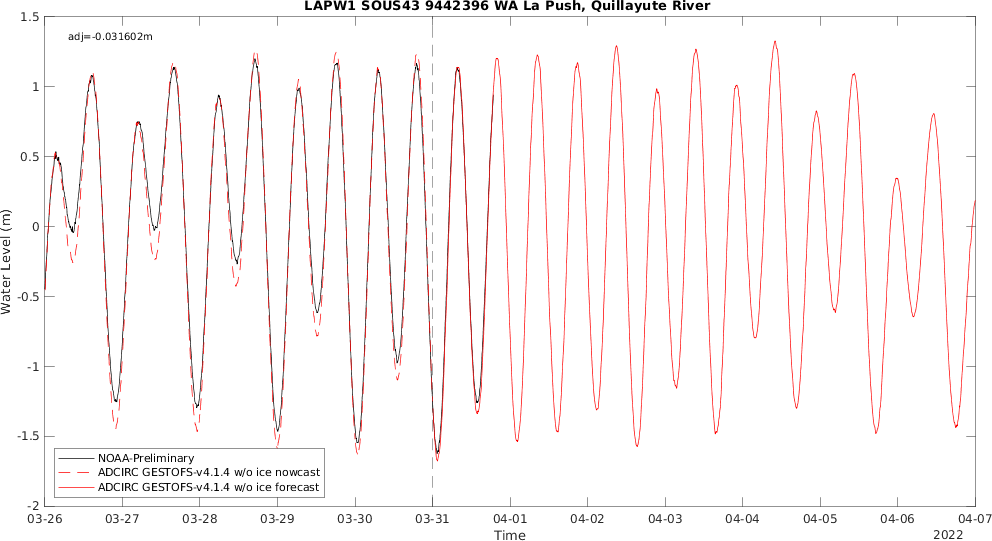 LAPW1 SOUS43 9442396 WA La Push, Quillayute River
adj=-0.031602m
1.5
1
0.5
0
-0.5
-1
-1.5
-2
Water Level (m)
NOAA-Preliminary
ADCIRC GESTOFS-v4.1.4 w/o ice nowcast
ADCIRC GESTOFS-v4.1.4 w/o ice forecast
03-26 03-27 03-28 03-29 03-30 03-31 04-01 04-02 04-03 04-04 04-05 04-06 04-07
Time
2022